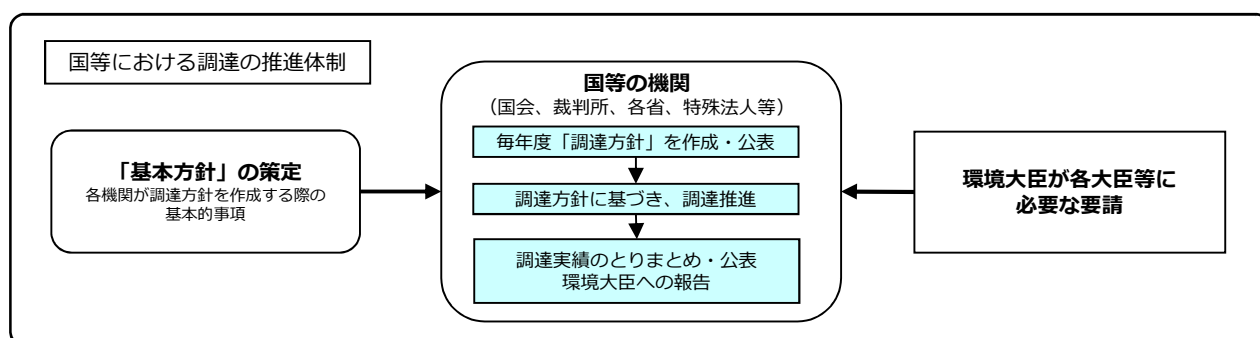 国等における調達の推進体制
国等の機関
（国会、裁判所、各省、特殊法人等）
毎年度「調達方針」を作成・公表
調達方針に基づき、調達推進
調達実績のとりまとめ・公表
環境大臣への報告
「基本方針」の策定
各機関が調達方針を作成する際の
基本的事項
環境大臣が各大臣等に
必要な要請